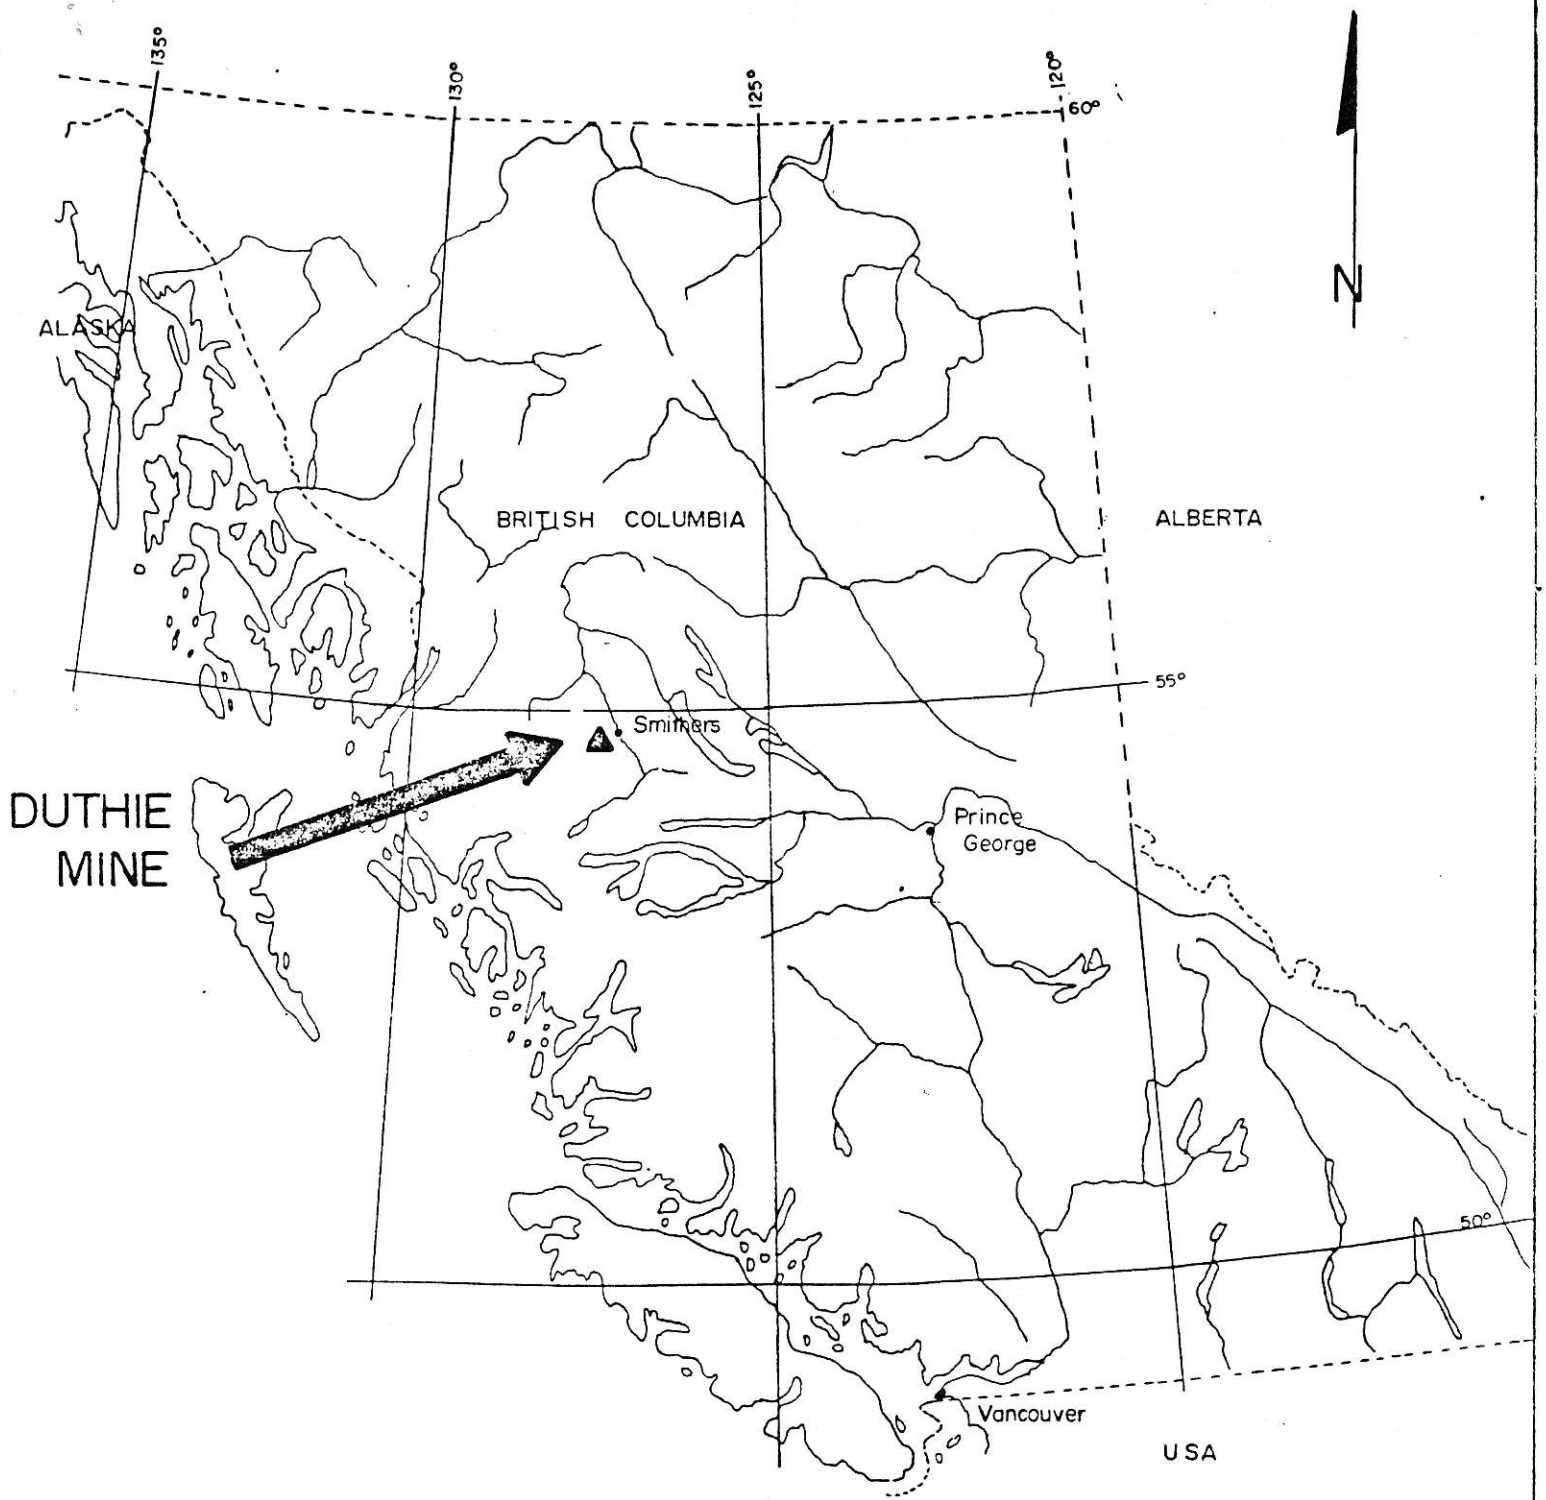 135°
130°
125°
120°
60°
N
ALASKA
BRITISH COLUMBIA
ALBERTA
55°
Smithers
DUTHIE
MINE
Prince
George
50°
Vancouver
USA